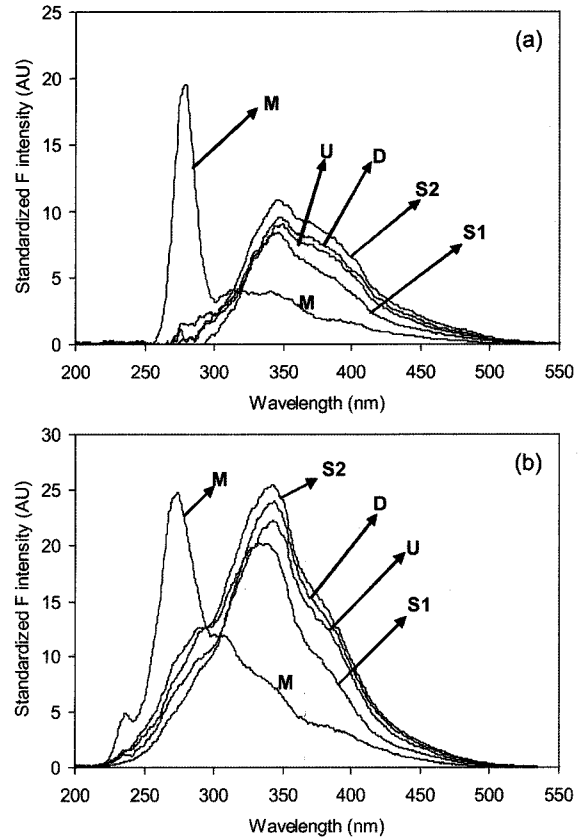 (a)
Standardized F intensity (AU)
25
20
15
10
5
0
M
U
D
S2
S1
M
200 250 300 350 400 450 500 550
Wavelength (nm)
(b)
Standardized F intensity (AU)
30
25
20
15
10
5
0
M
S2
D
U
S1
M
200 250 300 350 400 450 500 550
Wavelength (nm)